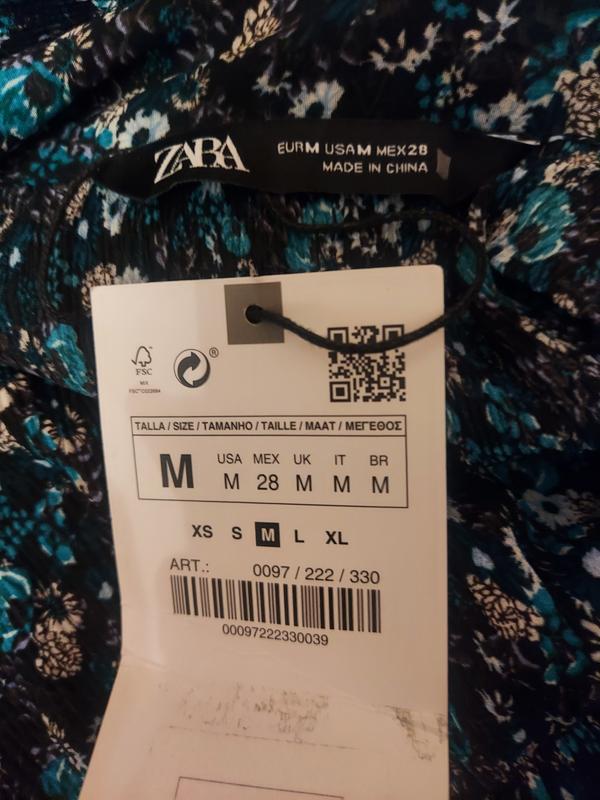 ZARA
EUR M USA M MEX 28
MADE IN CHINA
FSC
MIX
®
TALLA / SIZE / TAMANHO / TAILLE / MAAT / ΜΕΓΕΘΟΣ
M
USA MEX UK IT BR
M 28 M M M
XS S M L XL
ART.: 0097 / 222 / 330
00097222330039